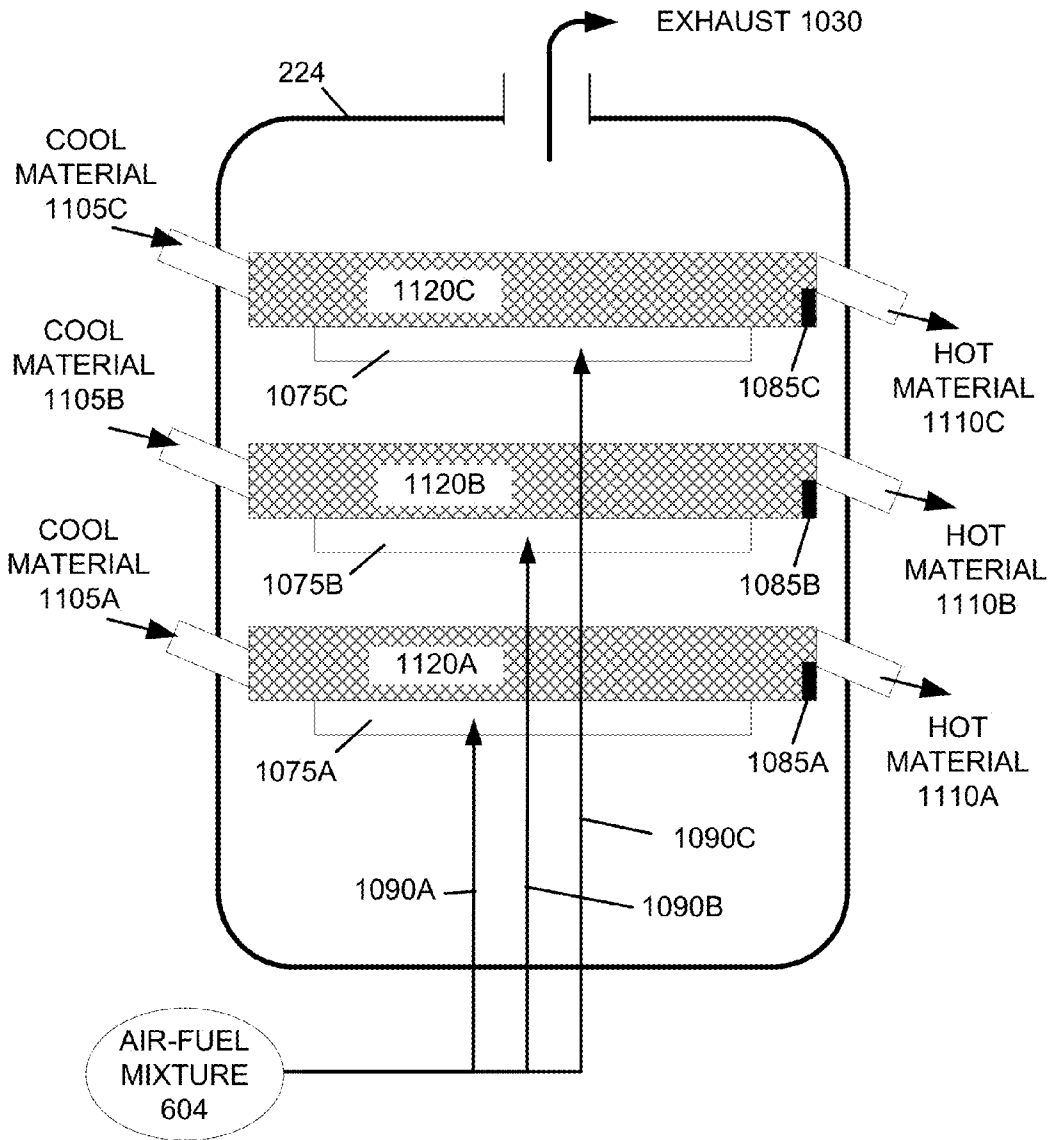 EXHAUST 1030
224
COOL
MATERIAL
1105C
1120C
1075C
1085C
HOT
MATERIAL
1110C
COOL
MATERIAL
1105B
1120B
1075B
1085B
HOT
MATERIAL
1110B
COOL
MATERIAL
1105A
1120A
1075A
1085A
HOT
MATERIAL
1110A
1090C
1090A
1090B
AIR-FUEL
MIXTURE
604